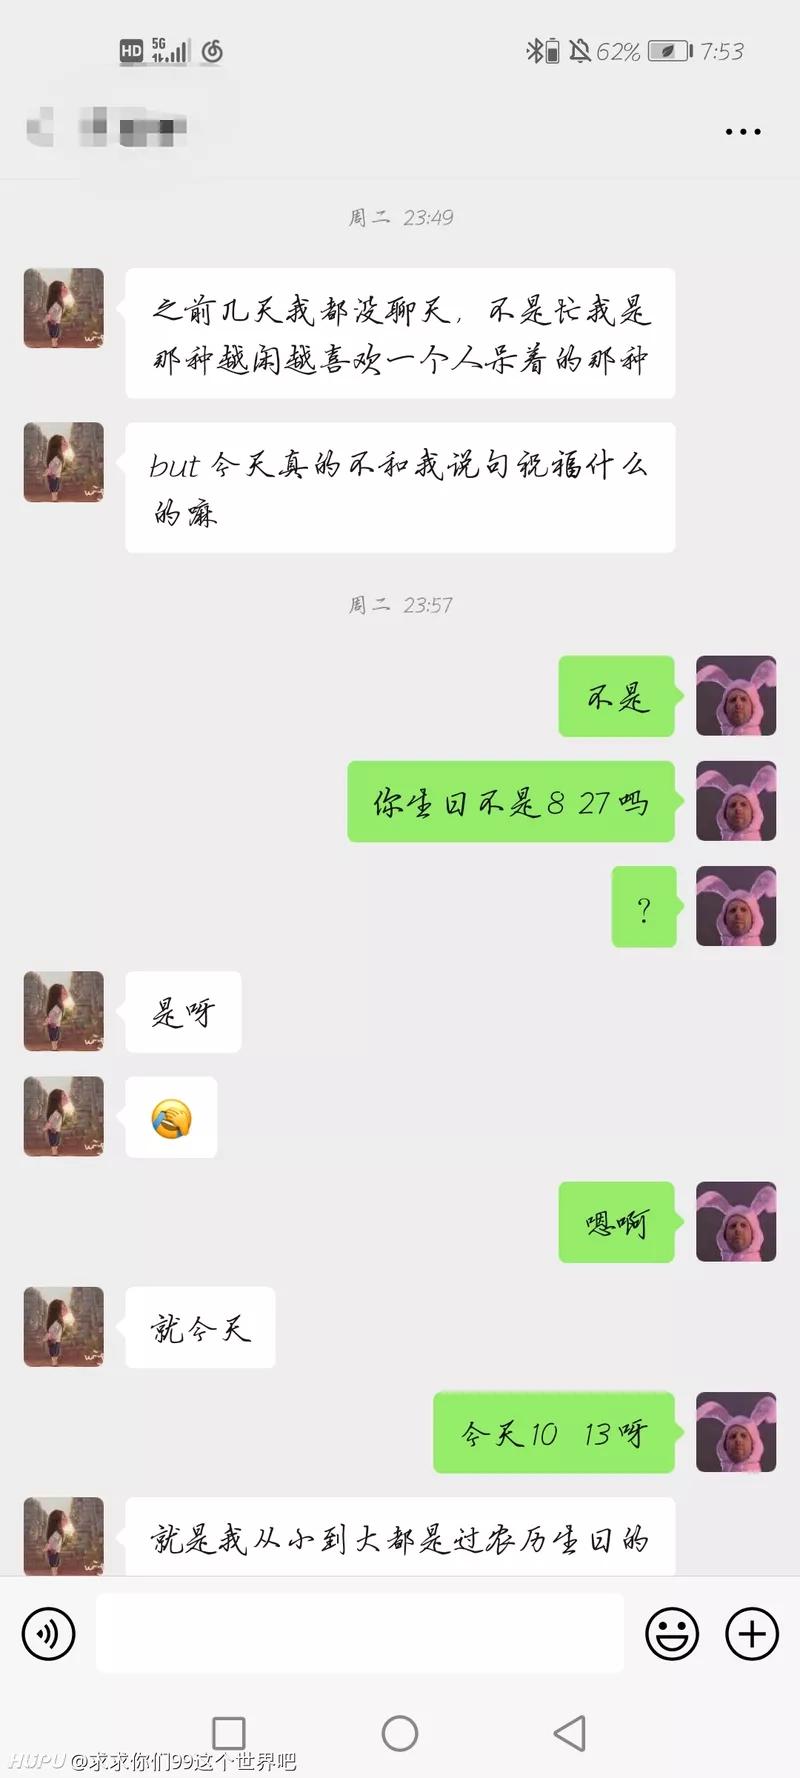 HD 5G 62% 7:53
周二 23:49
之前几天我都没聊天，不是忙我是
那种越闲越喜欢一个人呆着的那种
but 今天真的不和我说句祝福什么
的嘛
周二 23:57
不是
你生日不是8 27吗
？
是呀
嗯啊
就今天
今天10 13呀
就是我从小到大都是过农历生日的
HUPU @求求你们99这个世界吧